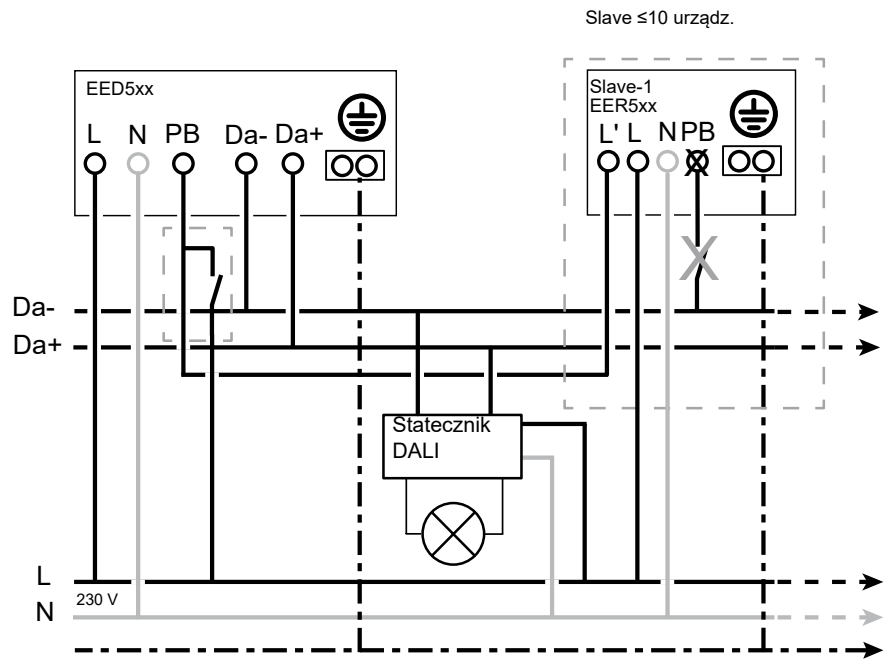 Slave ≤10 urządz.
EED5xx
L N PB Da- Da+
Slave-1
EER5xx
L' L N PB
Da-
Da+
Statecznik
DALI
L
230 V
N